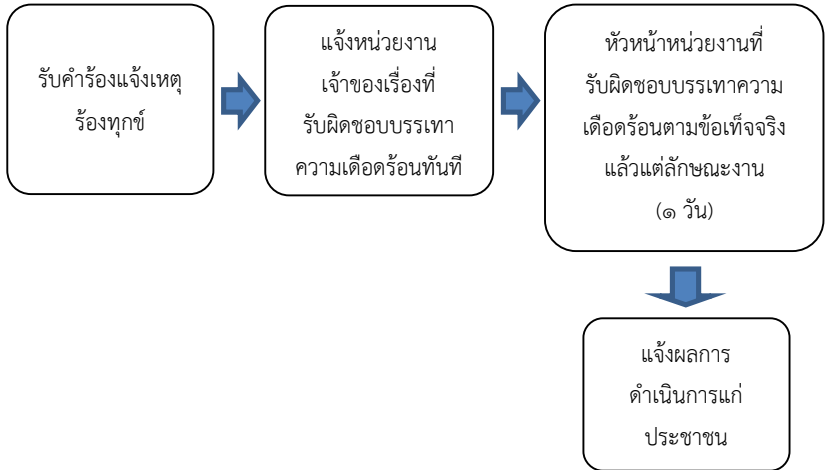 รับคำร้องแจ้งเหตุ
ร้องทุกข์
แจ้งหน่วยงาน
เจ้าของเรื่องที่
รับผิดชอบบรรเทา
ความเดือดร้อนทันที
หัวหน้าหน่วยงานที่
รับผิดชอบบรรเทาความ
เดือดร้อนตามข้อเท็จจริง
แล้วแต่ลักษณะงาน
(๑ วัน)
แจ้งผลการ
ดำเนินการแก่
ประชาชน